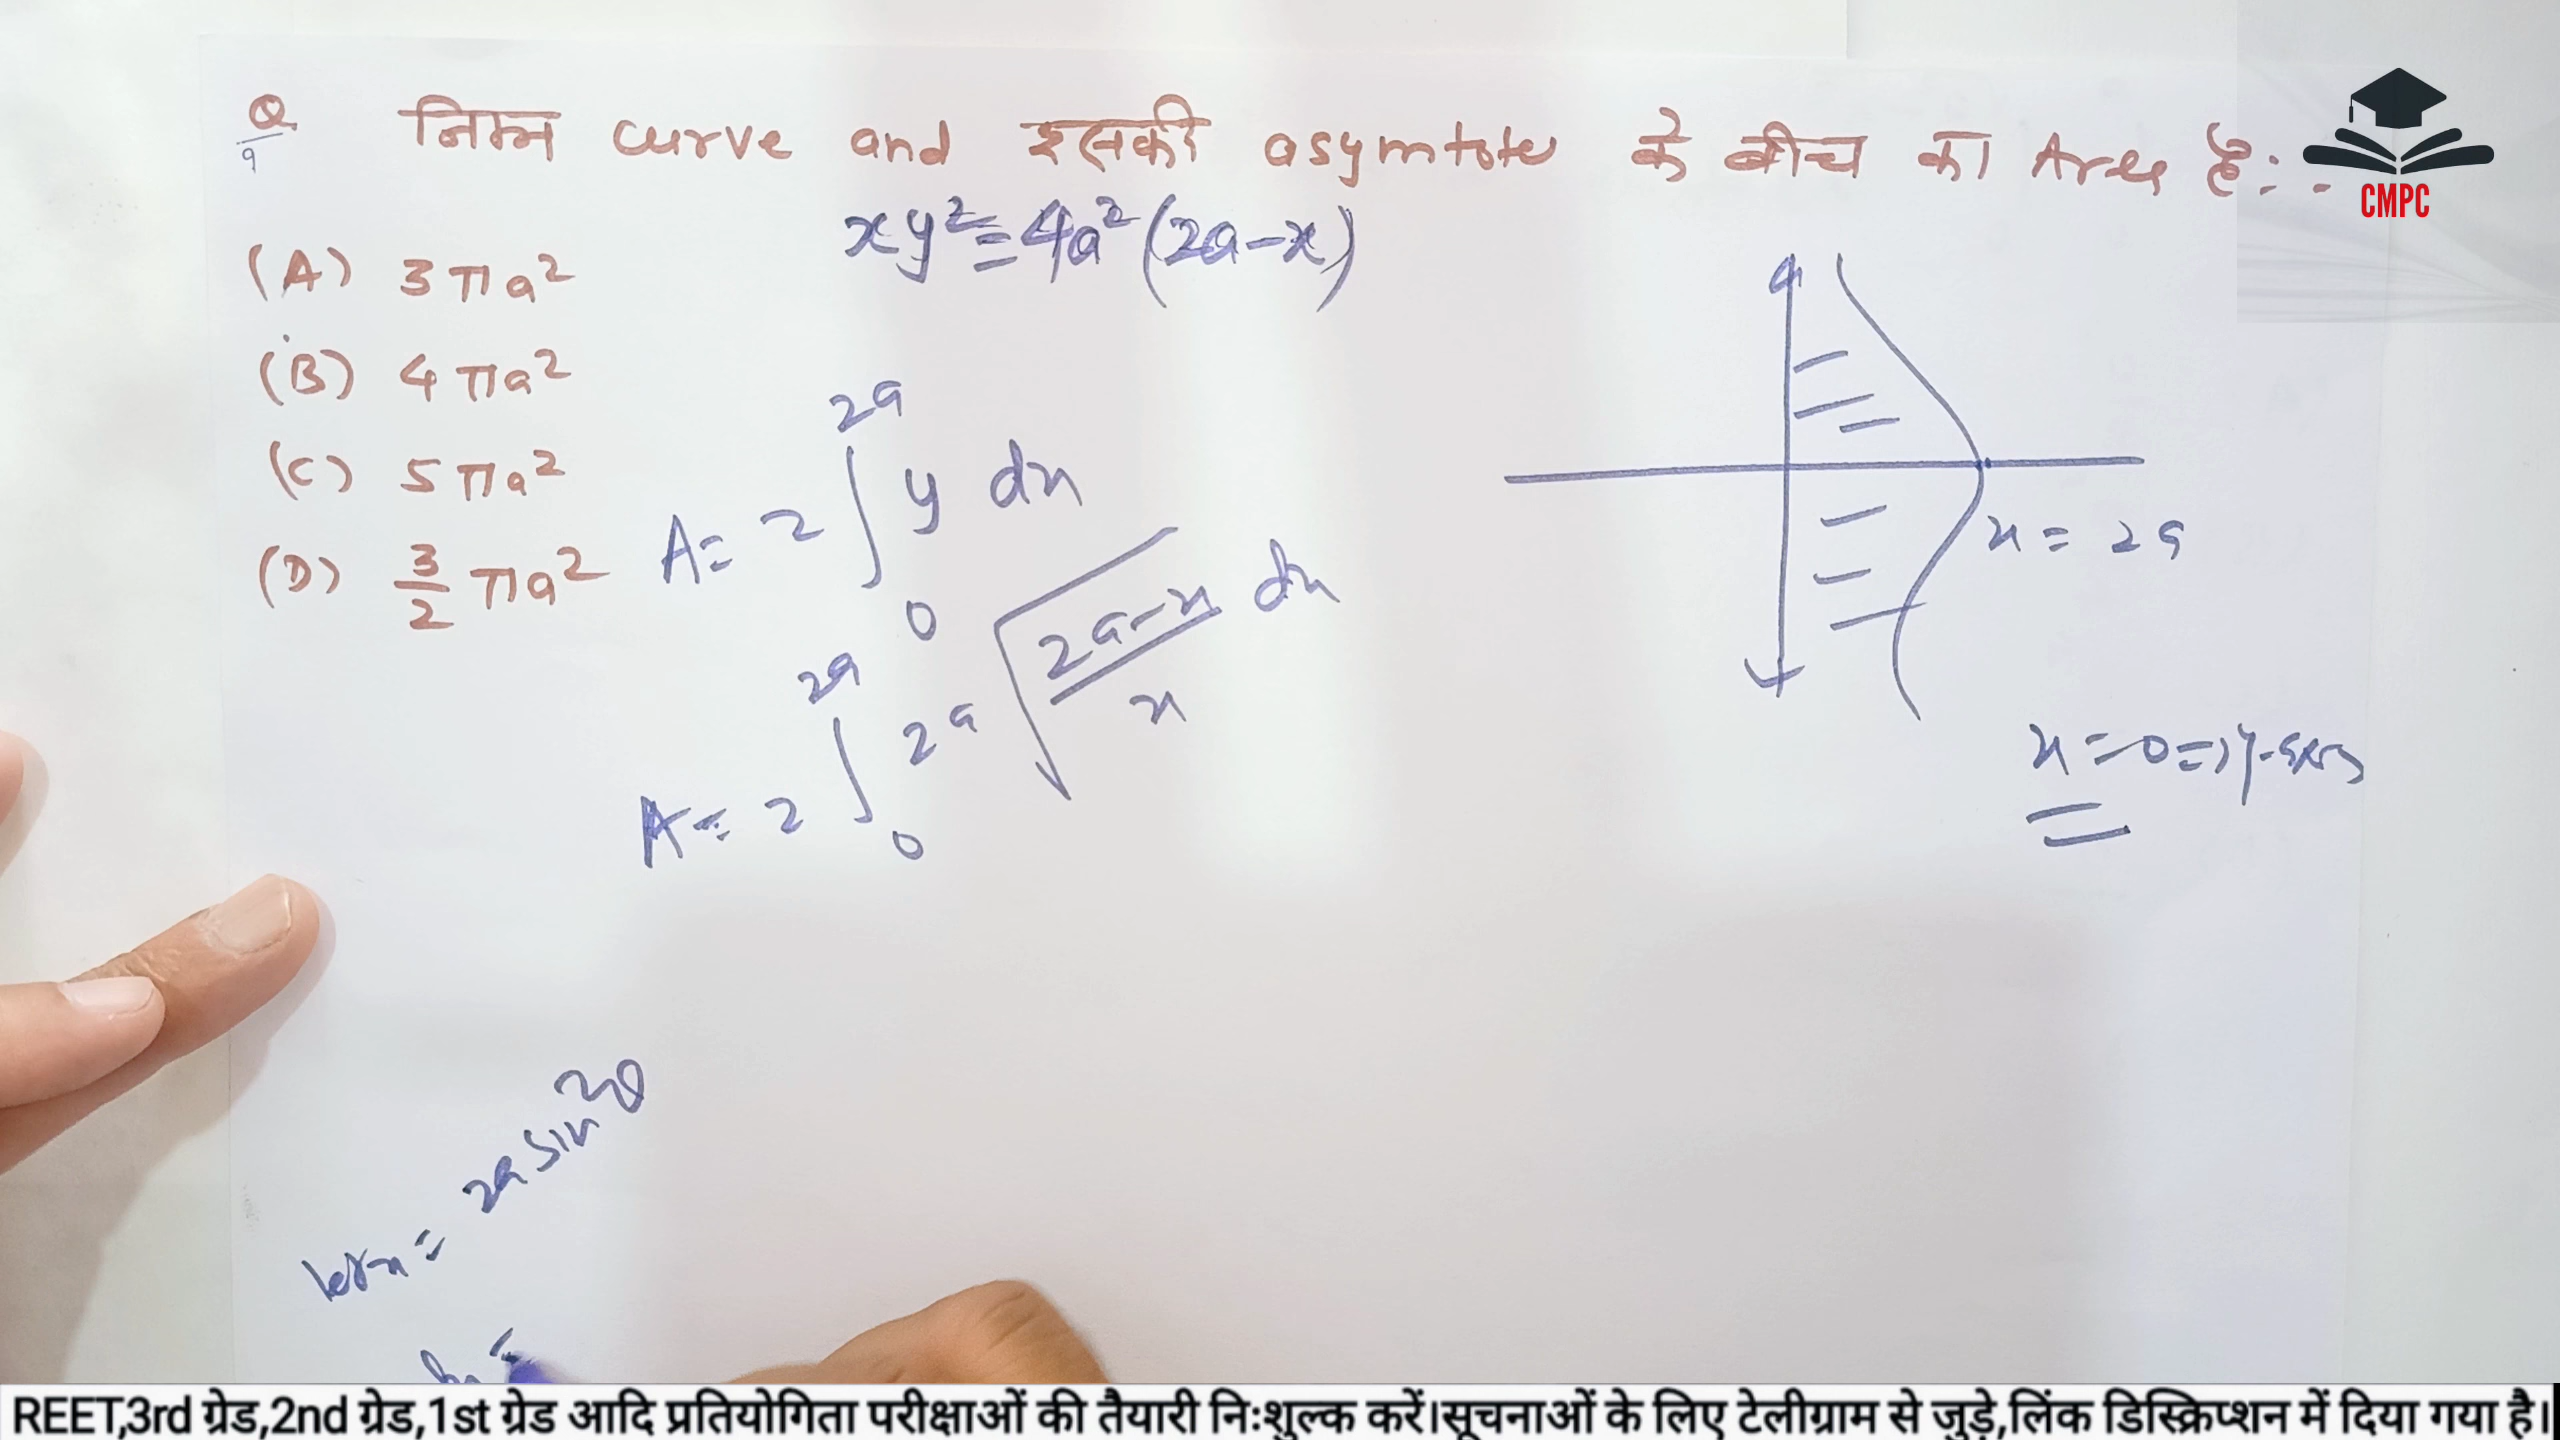 Q/9 निम्न curve and इसकी asymtote के बीच का Area है:-
xy² = 4a²(2a-x)
(A) 3πa²
(B) 4πa²
(C) 5πa²
(D) 3/2 πa²
A = 2 ∫₀^2a y dx
A = 2 ∫₀^2a 2a √((2a-x)/x) dx
x = 2a
x = 0 => y-axis
let x = 2a sin²θ
CMPC
REET,3rd ग्रेड,2nd ग्रेड,1st ग्रेड आदि प्रतियोगिता परीक्षाओं की तैयारी निःशुल्क करें।सूचनाओं के लिए टेलीग्राम से जुड़े,लिंक डिस्क्रिप्शन में दिया गया है।